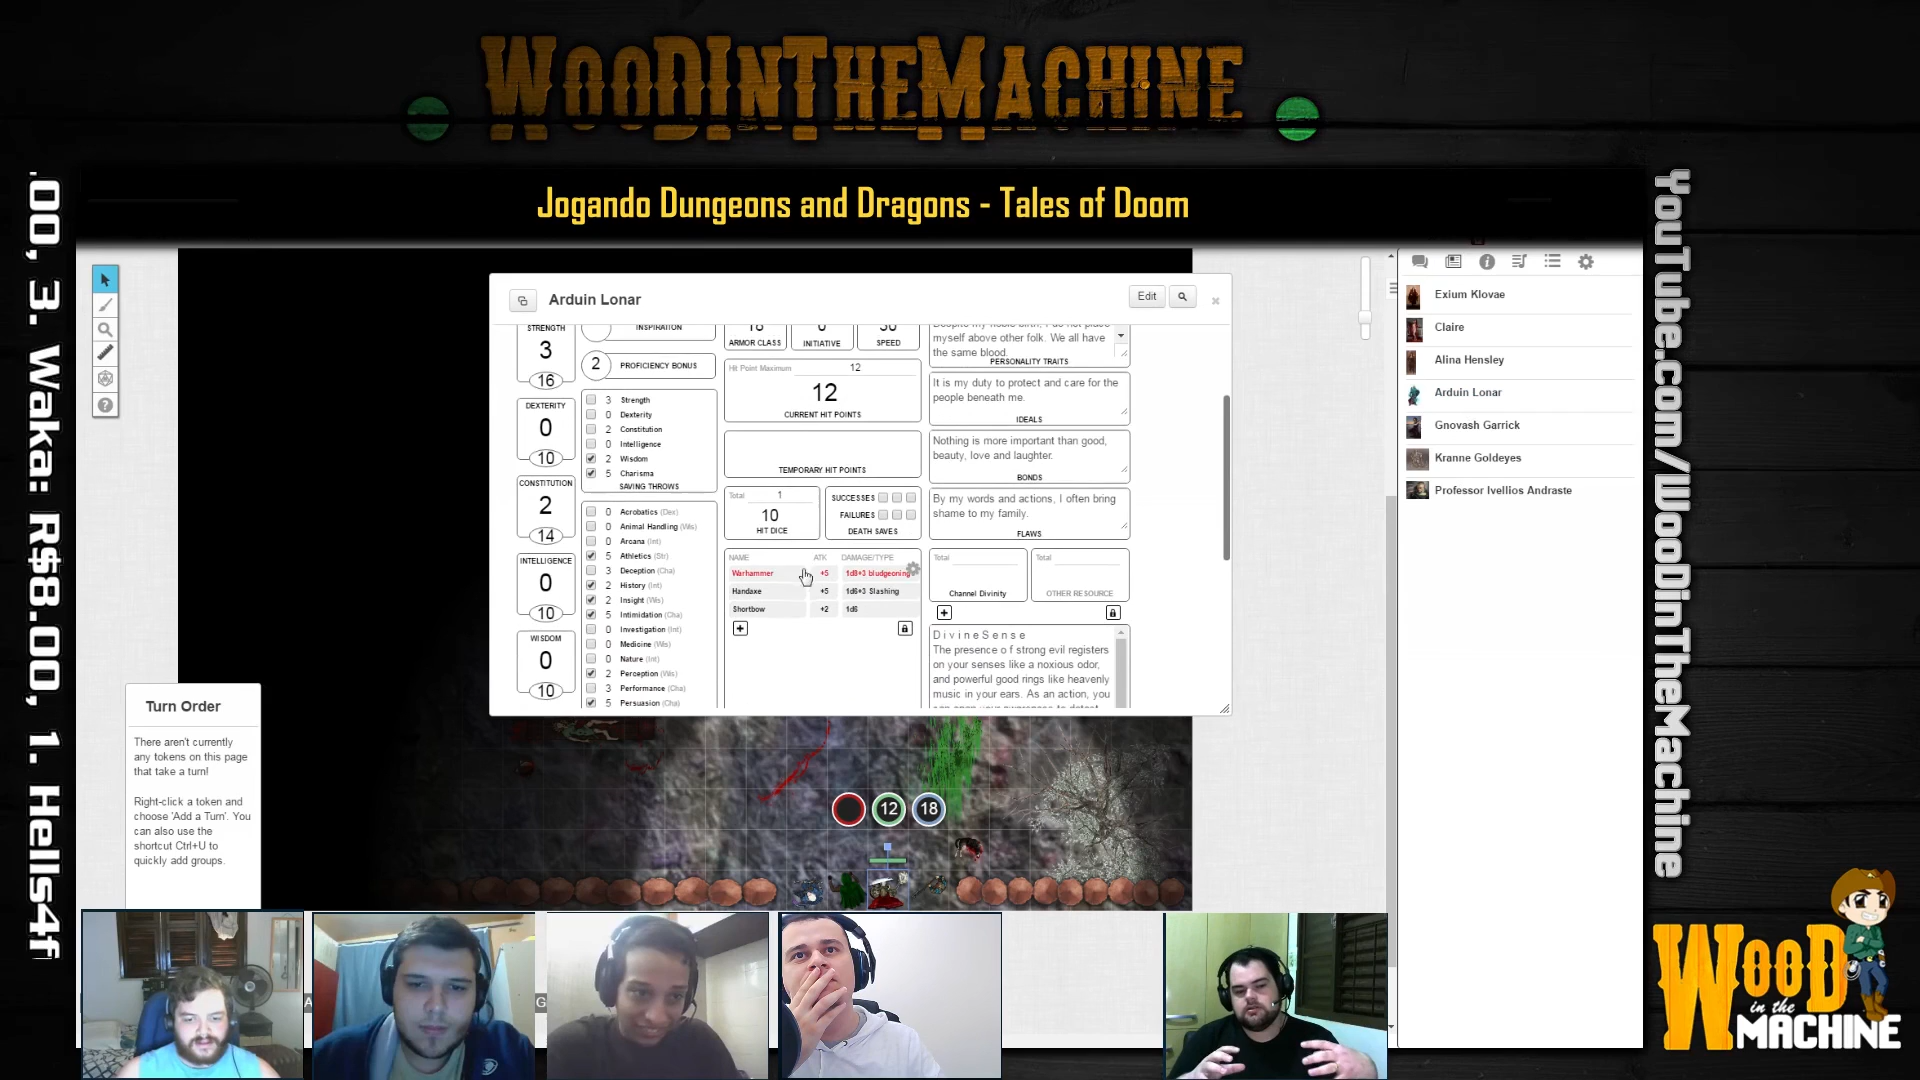 WOODINTHEMACHINE
Jogando Dungeons and Dragons - Tales of Doom
.00, 3. Waka: R$8.00, 1. Hells4f
YouTube.com/WooDinTheMachine
Arduin Lonar
Edit
STRENGTH
3
16
DEXTERITY
0
10
CONSTITUTION
2
14
INTELLIGENCE
0
10
WISDOM
0
10
INSPIRATION
2 PROFICIENCY BONUS
3 Strength
0 Dexterity
2 Constitution
0 Intelligence
2 Wisdom
5 Charisma
SAVING THROWS
0 Acrobatics (Dex)
0 Animal Handling (Wis)
0 Arcana (Int)
5 Athletics (Str)
3 Deception (Cha)
2 History (Int)
2 Insight (Wis)
5 Intimidation (Cha)
0 Investigation (Int)
0 Medicine (Wis)
0 Nature (Int)
2 Perception (Wis)
3 Performance (Cha)
5 Persuasion (Cha)
18 0 30
ARMOR CLASS INITIATIVE SPEED
Hit Point Maximum 12
12
CURRENT HIT POINTS
TEMPORARY HIT POINTS
Total 1
10
HIT DICE
SUCCESSES
FAILURES
DEATH SAVES
NAME ATK DAMAGE/TYPE
Warhammer +5 1d8+3 bludgeoning
Handaxe +5 1d6+3 Slashing
Shortbow +2 1d6
Despite my noble birth, I do not place
myself above other folk. We all have
the same blood.
PERSONALITY TRAITS
It is my duty to protect and care for the
people beneath me.
IDEALS
Nothing is more important than good,
beauty, love and laughter.
BONDS
By my words and actions, I often bring
shame to my family.
FLAWS
Total Total
Channel Divinity OTHER RESOURCE
D i v i n e S e n s e
The presence o f strong evil registers
on your senses like a noxious odor,
and powerful good rings like heavenly
music in your ears. As an action, you
Exium Klovae
Claire
Alina Hensley
Arduin Lonar
Gnovash Garrick
Kranne Goldeyes
Professor Ivellios Andraste
Turn Order
There aren't currently
any tokens on this page
that take a turn!
Right-click a token and
choose 'Add a Turn'. You
can also use the
shortcut Ctrl+U to
quickly add groups.
12 18
WOOD
in the
MACHINE